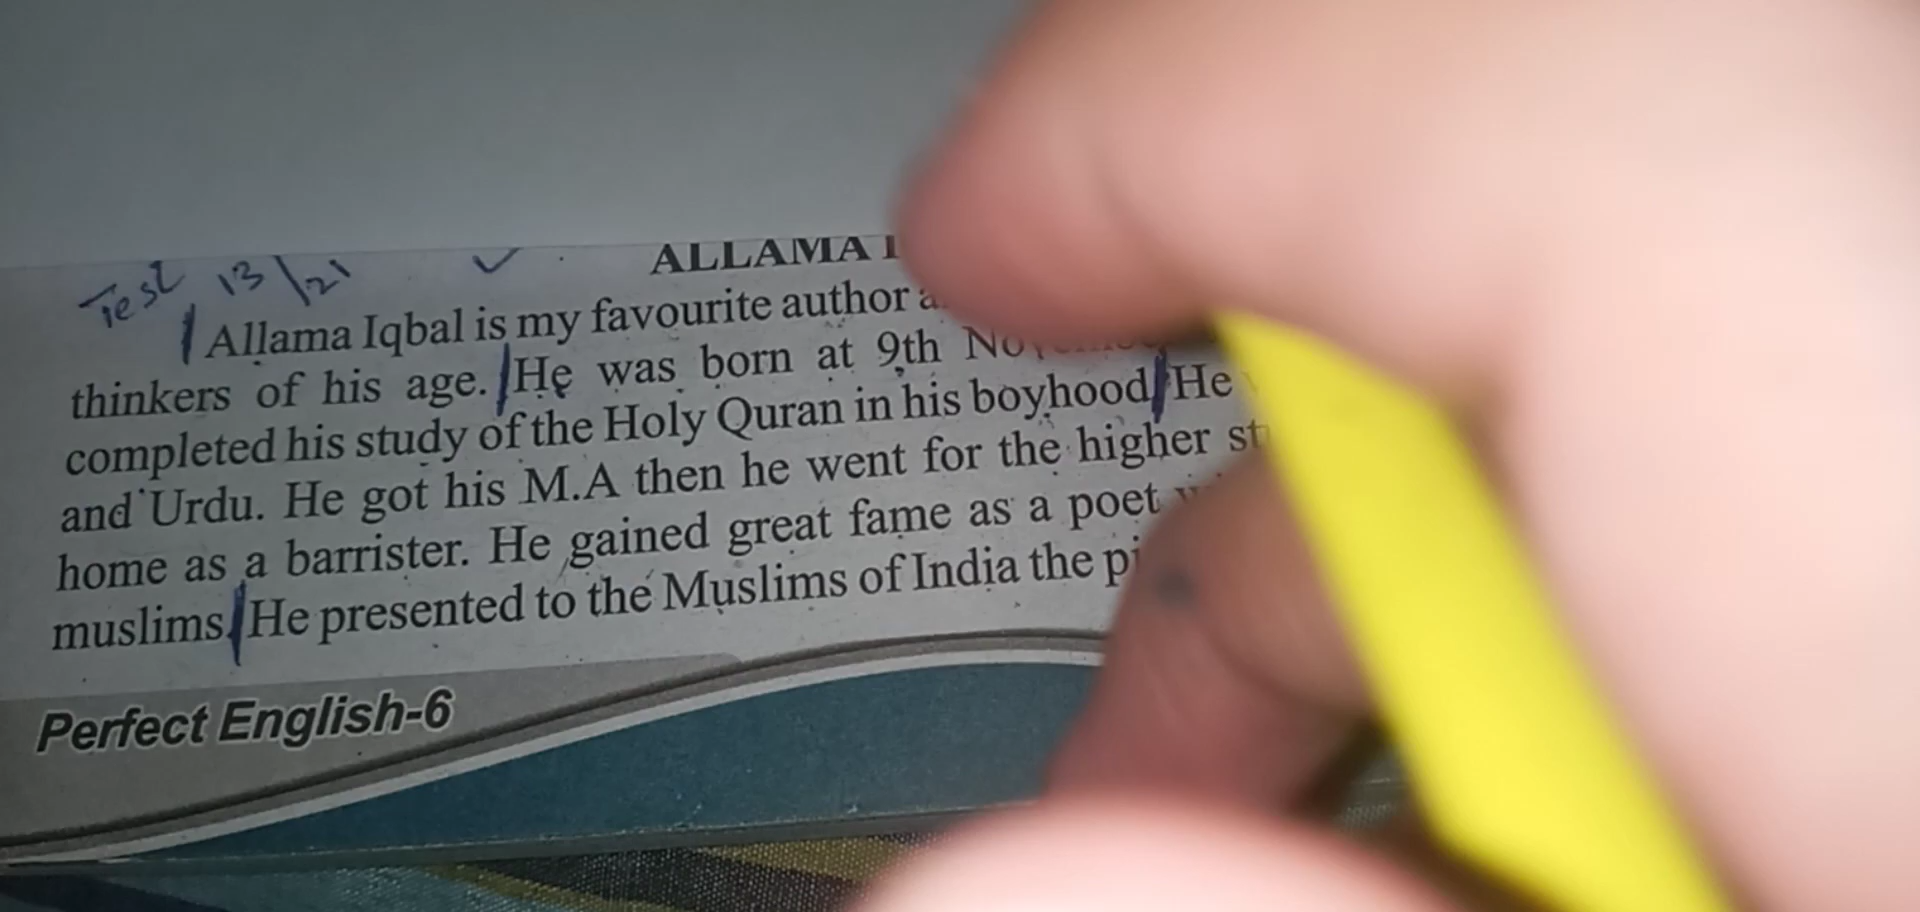 Test 13/21
ALLAMA
Allama Iqbal is my favourite author
thinkers of his age. He was born at 9th
completed his study of the Holy Quran in his boyhood. He
and Urdu. He got his M.A then he went for the higher
home as a barrister. He gained great fame as a poet
muslims. He presented to the Muslims of India the
Perfect English-6